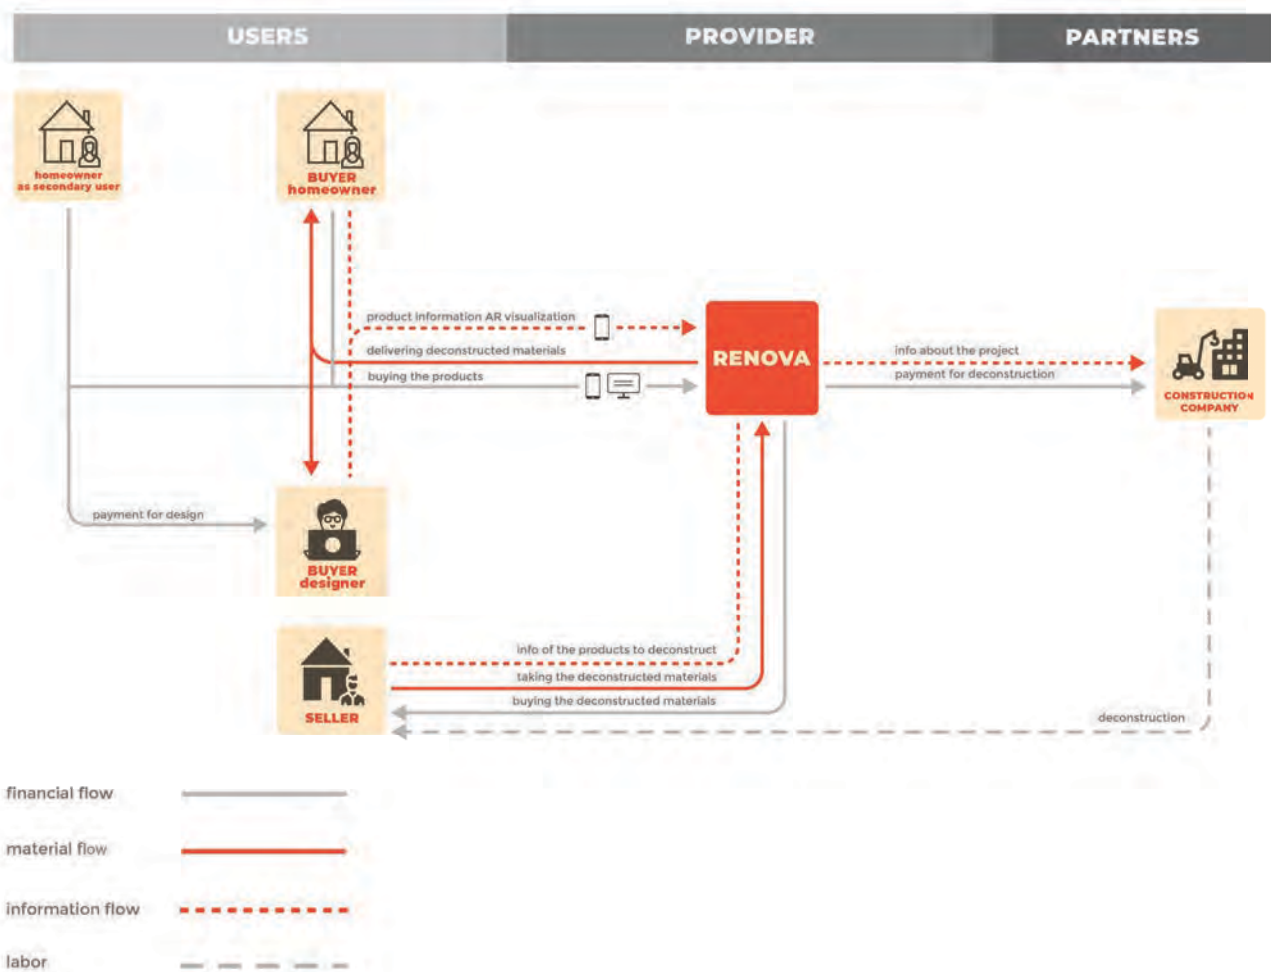 USERS
PROVIDER
PARTNERS
homeowner
as secondary user
BUYER
homeowner
product information AR visualization
delivering deconstructed materials
buying the products
RENOVA
info about the project
payment for deconstruction
CONSTRUCTION
COMPANY
payment for design
BUYER
designer
info of the products to deconstruct
taking the deconstructed materials
buying the deconstructed materials
SELLER
deconstruction
financial flow
material flow
information flow
labor